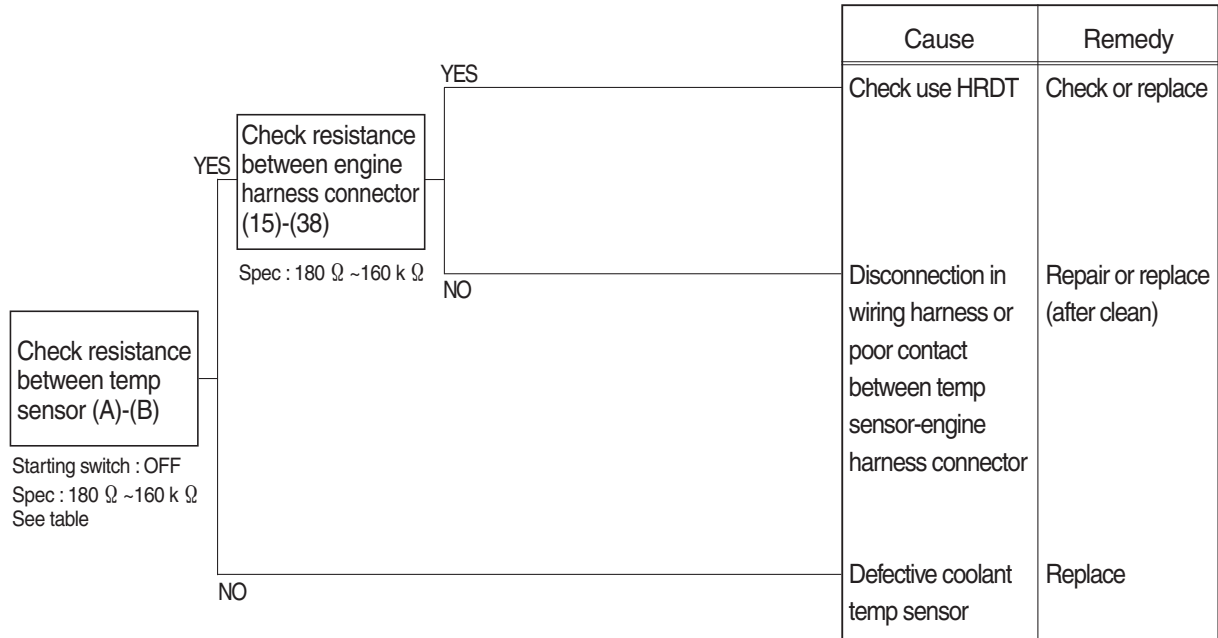 Check resistance
between temp
sensor (A)-(B)
Starting switch : OFF
Spec : 180 Ω ~160 k Ω
See table
YES
Check resistance
between engine
harness connector
(15)-(38)
Spec : 180 Ω ~160 k Ω
YES
NO
NO
Cause
Remedy
Check use HRDT
Check or replace
Disconnection in
wiring harness or
poor contact
between temp
sensor-engine
harness connector
Repair or replace
(after clean)
Defective coolant
temp sensor
Replace